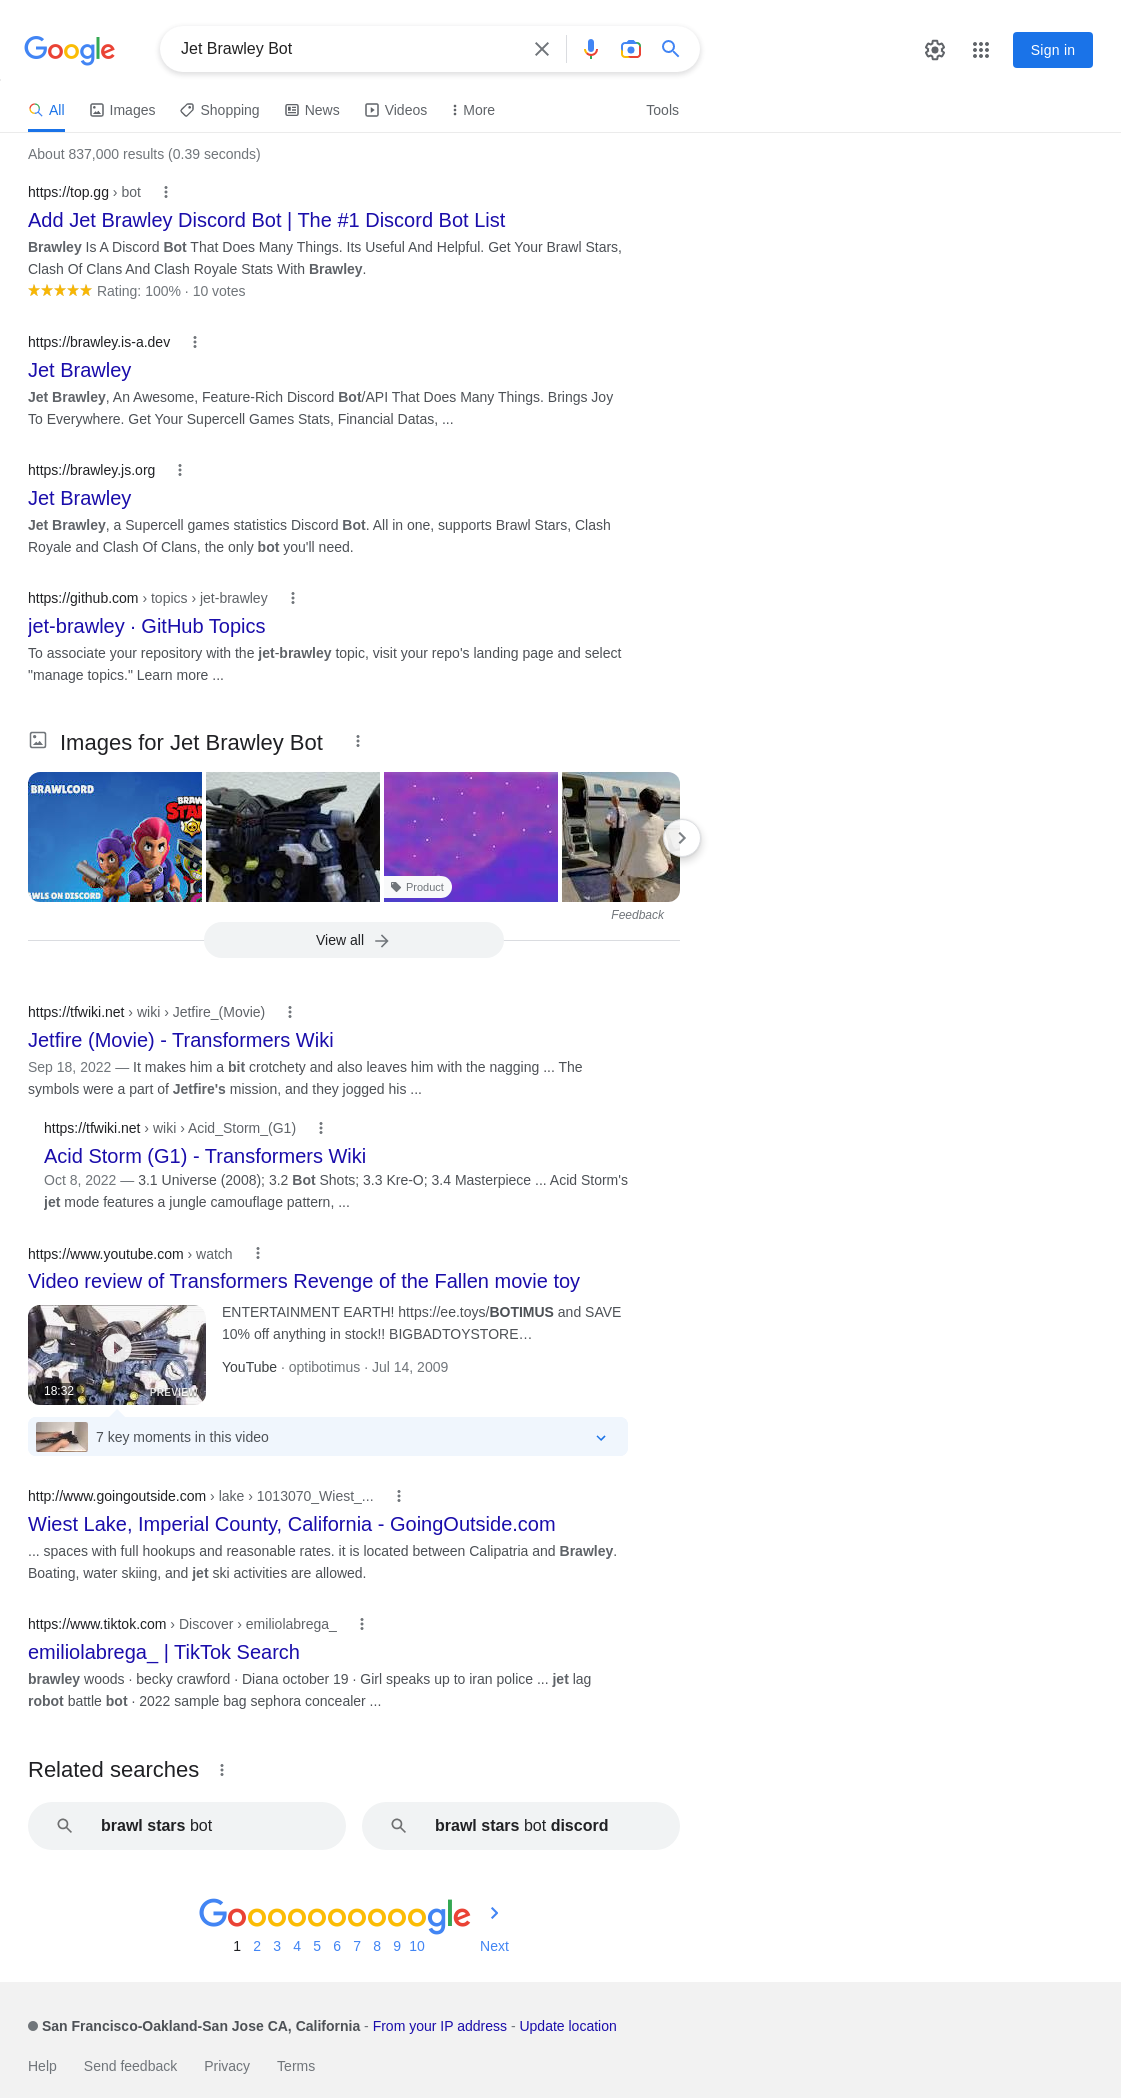 Google
Jet Brawley Bot
Sign in
All
Images
Shopping
News
Videos
More
Tools
About 837,000 results (0.39 seconds)
https://top.gg › bot
Add Jet Brawley Discord Bot | The #1 Discord Bot List
Brawley Is A Discord Bot That Does Many Things. Its Useful And Helpful. Get Your Brawl Stars,
Clash Of Clans And Clash Royale Stats With Brawley.
Rating: 100% · 10 votes
https://brawley.is-a.dev
Jet Brawley
Jet Brawley, An Awesome, Feature-Rich Discord Bot/API That Does Many Things. Brings Joy
To Everywhere. Get Your Supercell Games Stats, Financial Datas, ...
https://brawley.js.org
Jet Brawley
Jet Brawley, a Supercell games statistics Discord Bot. All in one, supports Brawl Stars, Clash
Royale and Clash Of Clans, the only bot you'll need.
https://github.com › topics › jet-brawley
jet-brawley · GitHub Topics
To associate your repository with the jet-brawley topic, visit your repo's landing page and select
"manage topics." Learn more ...
Images for Jet Brawley Bot
BRAWLCORD
BRAW
STA
AWLS ON DISCORD
Product
Feedback
View all
https://tfwiki.net › wiki › Jetfire_(Movie)
Jetfire (Movie) - Transformers Wiki
Sep 18, 2022 — It makes him a bit crotchety and also leaves him with the nagging ... The
symbols were a part of Jetfire's mission, and they jogged his ...
https://tfwiki.net › wiki › Acid_Storm_(G1)
Acid Storm (G1) - Transformers Wiki
Oct 8, 2022 — 3.1 Universe (2008); 3.2 Bot Shots; 3.3 Kre-O; 3.4 Masterpiece ... Acid Storm's
jet mode features a jungle camouflage pattern, ...
https://www.youtube.com › watch
Video review of Transformers Revenge of the Fallen movie toy
ENTERTAINMENT EARTH! https://ee.toys/BOTIMUS and SAVE
10% off anything in stock!! BIGBADTOYSTORE…
YouTube · optibotimus · Jul 14, 2009
18:32
PREVIEW
7 key moments in this video
http://www.goingoutside.com › lake › 1013070_Wiest_...
Wiest Lake, Imperial County, California - GoingOutside.com
... spaces with full hookups and reasonable rates. it is located between Calipatria and Brawley.
Boating, water skiing, and jet ski activities are allowed.
https://www.tiktok.com › Discover › emiliolabrega_
emiliolabrega_ | TikTok Search
brawley woods · becky crawford · Diana october 19 · Girl speaks up to iran police ... jet lag
robot battle bot · 2022 sample bag sephora concealer ...
Related searches
brawl stars bot
brawl stars bot discord
Goooooooooogle
1 2 3 4 5 6 7 8 9 10 Next
San Francisco-Oakland-San Jose CA, California - From your IP address - Update location
Help
Send feedback
Privacy
Terms